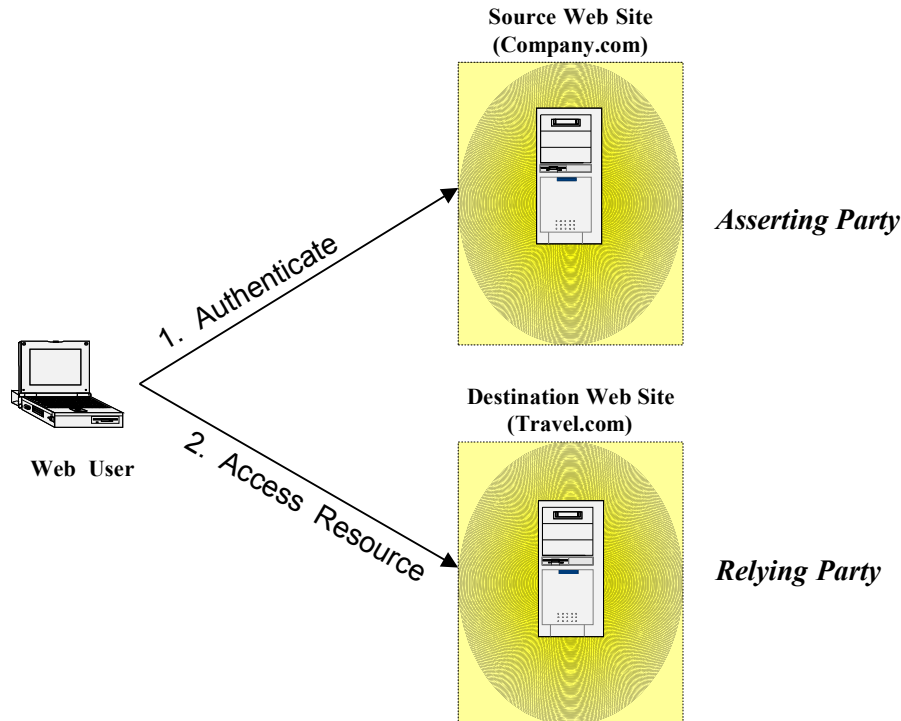 Source Web Site
(Company.com)
Asserting Party
1. Authenticate
Web User
2. Access Resource
Destination Web Site
(Travel.com)
Relying Party